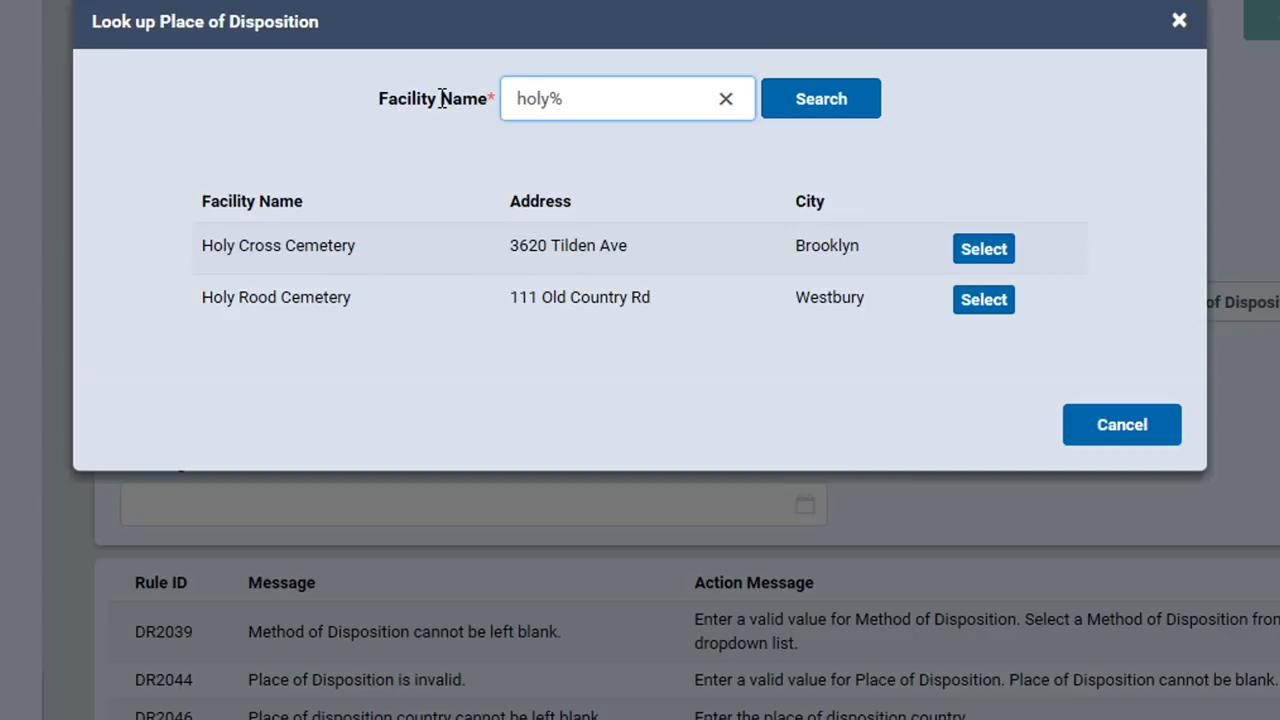 Look up Place of Disposition
Facility Name* holy% Search
Facility Name Address City
Holy Cross Cemetery 3620 Tilden Ave Brooklyn Select
Holy Rood Cemetery 111 Old Country Rd Westbury Select
of Disposi
Cancel
Rule ID Message Action Message
DR2039 Method of Disposition cannot be left blank. Enter a valid value for Method of Disposition. Select a Method of Disposition from
dropdown list.
DR2044 Place of Disposition is invalid. Enter a valid value for Place of Disposition. Place of Disposition cannot be blank.
DR2046 Place of disposition country cannot be left blank. Enter the place of disposition country.